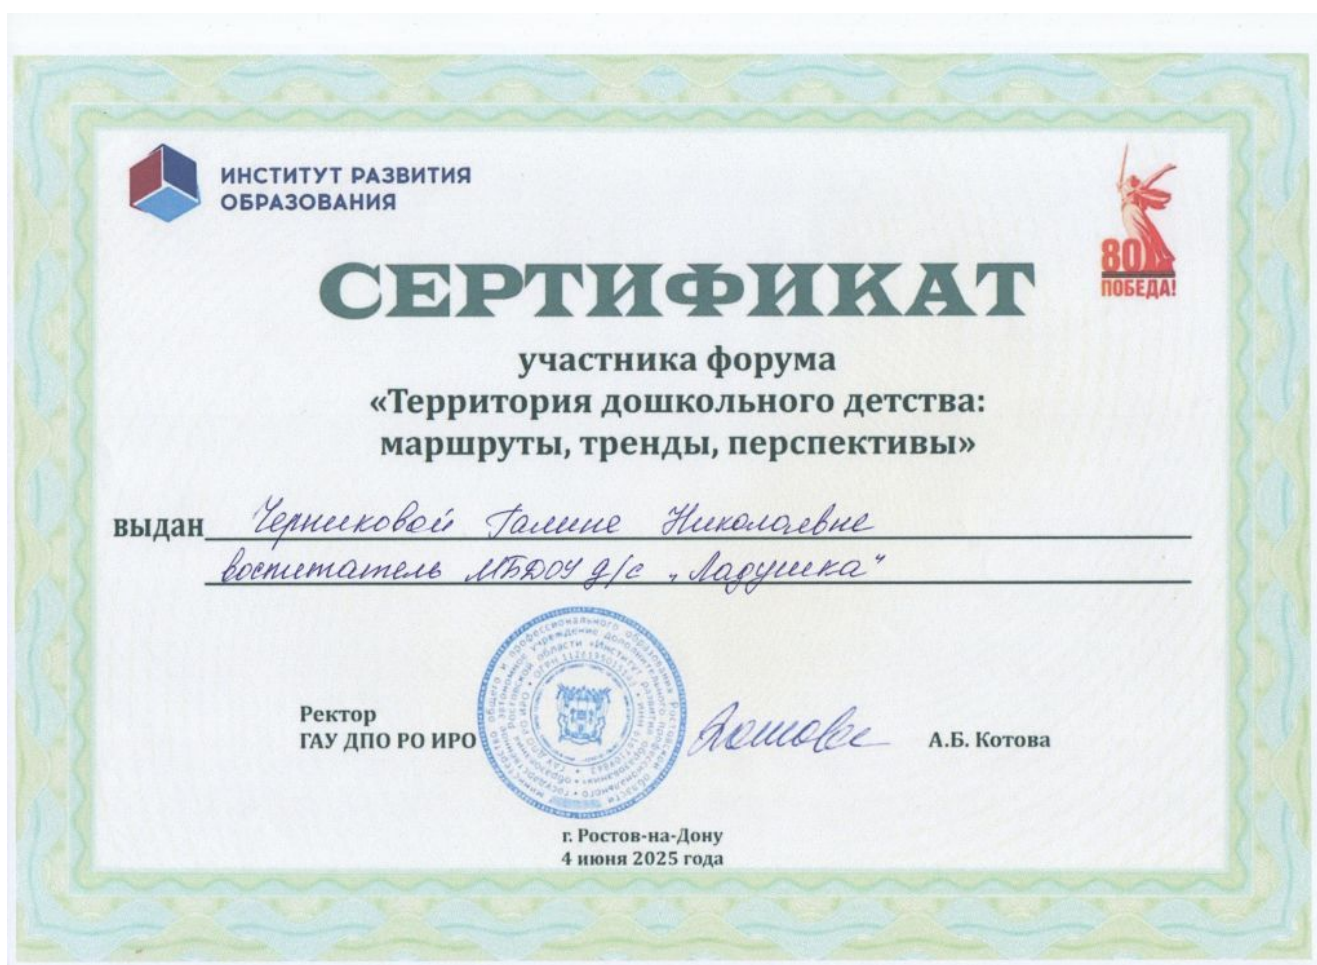 ИНСТИТУТ РАЗВИТИЯ
ОБРАЗОВАНИЯ
80
ПОБЕДА!
СЕРТИФИКАТ
участника форума
«Территория дошкольного детства:
маршруты, тренды, перспективы»
выдан Черниковой Галине Николаевне
воспитатель МБДОУ д/с „Ладушка"
Ректор
ГАУ ДПО РО ИРО
А.Б. Котова
г. Ростов-на-Дону
4 июня 2025 года